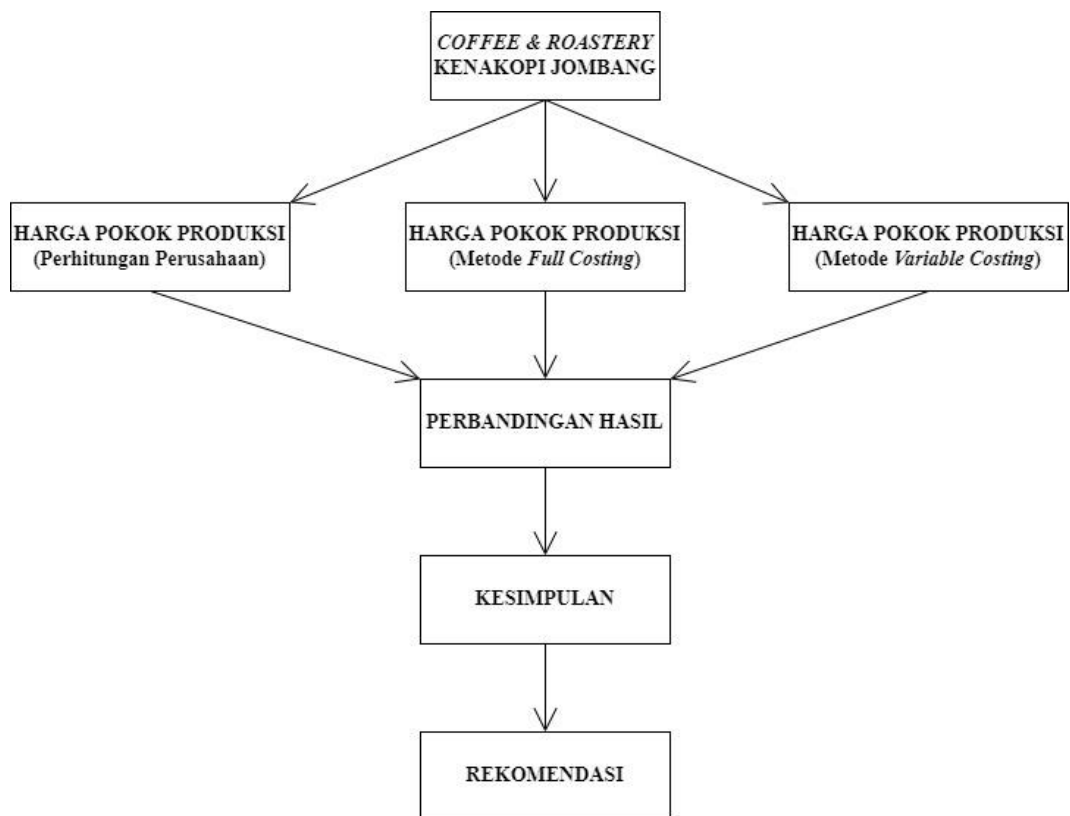 COFFEE & ROASTERY
KENAKOPI JOMBANG
HARGA POKOK PRODUKSI
(Perhitungan Perusahaan)
HARGA POKOK PRODUKSI
(Metode Full Costing)
HARGA POKOK PRODUKSI
(Metode Variable Costing)
PERBANDINGAN HASIL
KESIMPULAN
REKOMENDASI